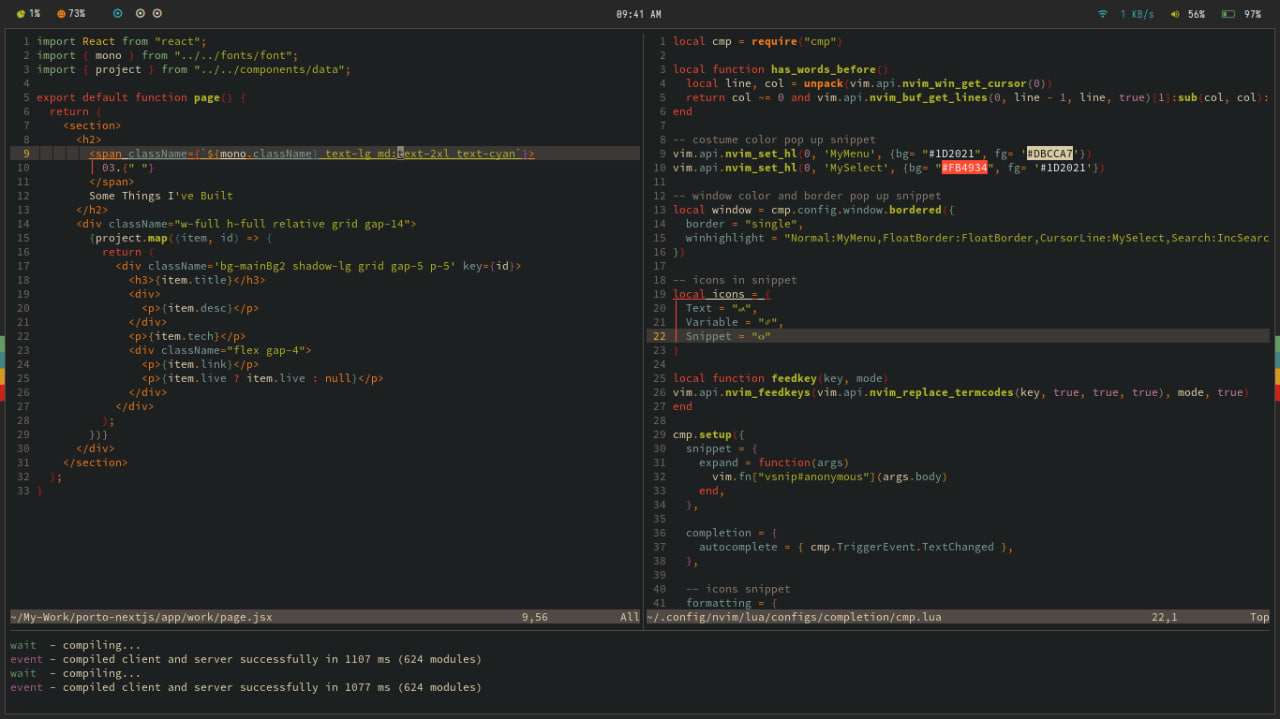 1% 73% 09:41 AM 1 KB/s 56% 97%
1 import React from "react";
2 import { mono } from "../../fonts/font";
3 import { project } from "../../components/data";
4
5 export default function page() {
6 return (
7 <section>
8 <h2>
9 <span className={`${mono.className} text-lg md:text-2xl text-cyan`}>
10 03.{" "}
11 </span>
12 Some Things I've Built
13 </h2>
14 <div className="w-full h-full relative grid gap-14">
15 {project.map((item, id) => {
16 return (
17 <div className='bg-mainBg2 shadow-lg grid gap-5 p-5' key={id}>
18 <h3>{item.title}</h3>
19 <div>
20 <p>{item.desc}</p>
21 </div>
22 <p>{item.tech}</p>
23 <div className="flex gap-4">
24 <p>{item.link}</p>
25 <p>{item.live ? item.live : null}</p>
26 </div>
27 </div>
28 );
29 })}
30 </div>
31 </section>
32 );
33 }
~/My-Work/porto-nextjs/app/work/page.jsx 9,56 All
1 local cmp = require("cmp")
2
3 local function has_words_before()
4 local line, col = unpack(vim.api.nvim_win_get_cursor(0))
5 return col ~= 0 and vim.api.nvim_buf_get_lines(0, line - 1, line, true)[1]:sub(col, col):
6 end
7
8 -- costume color pop up snippet
9 vim.api.nvim_set_hl(0, 'MyMenu', {bg= "#1D2021", fg= '#DBCCA7'})
10 vim.api.nvim_set_hl(0, 'MySelect', {bg= "#FB4934", fg= '#1D2021'})
11
12 -- window color and border pop up snippet
13 local window = cmp.config.window.bordered({
14 border = "single",
15 winhighlight = "Normal:MyMenu,FloatBorder:FloatBorder,CursorLine:MySelect,Search:IncSearc
16 })
17
18 -- icons in snippet
19 local icons = {
20 Text = "",
21 Variable = "",
22 Snippet = ""
23 }
24
25 local function feedkey(key, mode)
26 vim.api.nvim_feedkeys(vim.api.nvim_replace_termcodes(key, true, true, true), mode, true)
27 end
28
29 cmp.setup({
30 snippet = {
31 expand = function(args)
32 vim.fn["vsnip#anonymous"](args.body)
33 end,
34 },
35
36 completion = {
37 autocomplete = { cmp.TriggerEvent.TextChanged },
38 },
39
40 -- icons snippet
41 formatting = {
~/.config/nvim/lua/configs/completion/cmp.lua 22,1 Top
wait - compiling...
event - compiled client and server successfully in 1107 ms (624 modules)
wait - compiling...
event - compiled client and server successfully in 1077 ms (624 modules)